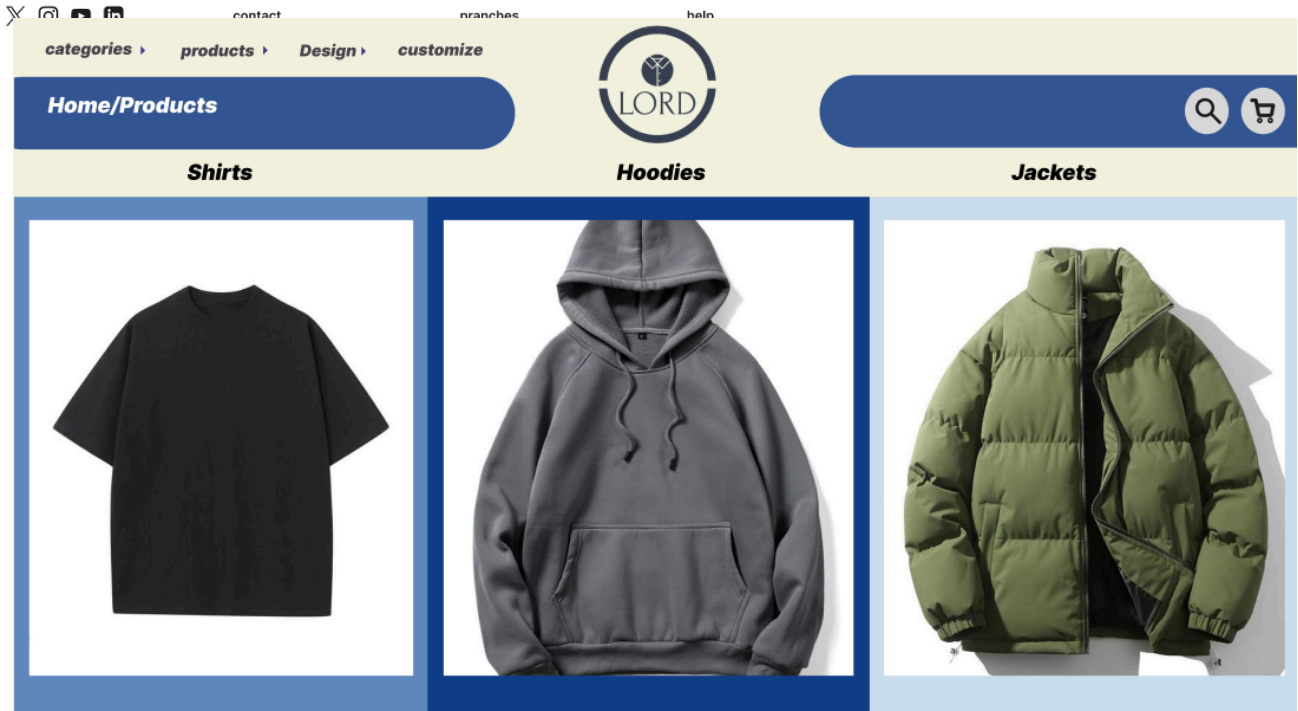 contact pranches help
categories products Design customize
LORD
Home/Products
Shirts Hoodies Jackets